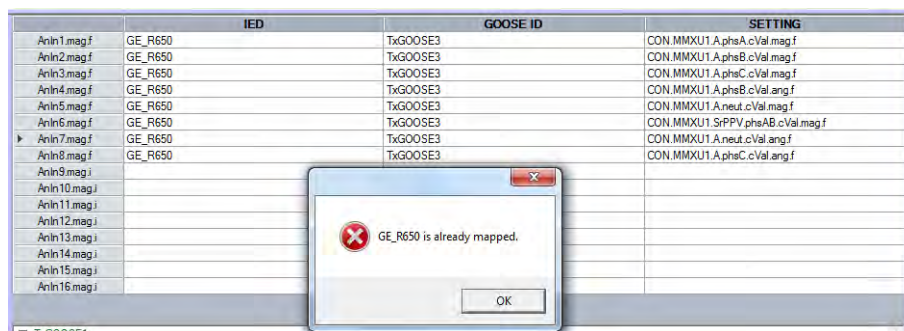 IED GOOSE ID SETTING
AnIn1.mag.f GE_R650 TxGOOSE3 CON.MMXU1.A.phsA.cVal.mag.f
AnIn2.mag.f GE_R650 TxGOOSE3 CON.MMXU1.A.phsB.cVal.mag.f
AnIn3.mag.f GE_R650 TxGOOSE3 CON.MMXU1.A.phsC.cVal.mag.f
AnIn4.mag.f GE_R650 TxGOOSE3 CON.MMXU1.A.phsB.cVal.ang.f
AnIn5.mag.f GE_R650 TxGOOSE3 CON.MMXU1.A.neut.cVal.mag.f
AnIn6.mag.f GE_R650 TxGOOSE3 CON.MMXU1.SrPPV.phsAB.cVal.mag.f
AnIn7.mag.f GE_R650 TxGOOSE3 CON.MMXU1.A.neut.cVal.ang.f
AnIn8.mag.f GE_R650 TxGOOSE3 CON.MMXU1.A.phsC.cVal.ang.f
AnIn9.mag.i
AnIn10.mag.i
AnIn11.mag.i
AnIn12.mag.i
AnIn13.mag.i
AnIn14.mag.i
AnIn15.mag.i
AnIn16.mag.i
GE_R650 is already mapped.
OK